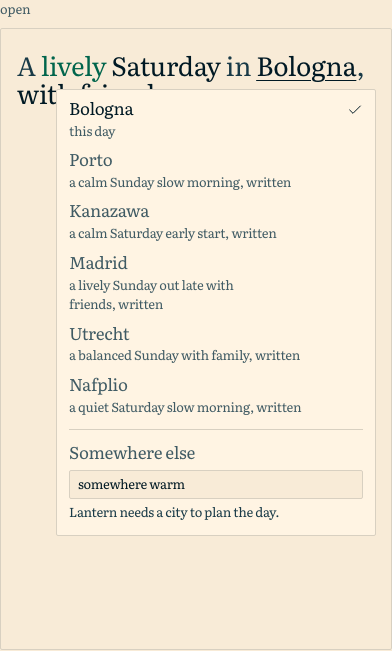 open
A lively Saturday in Bologna,
Bologna
this day
Porto
a calm Sunday slow morning, written
Kanazawa
a calm Saturday early start, written
Madrid
a lively Sunday out late with
friends, written
Utrecht
a balanced Sunday with family, written
Nafplio
a quiet Saturday slow morning, written
Somewhere else
somewhere warm
Lantern needs a city to plan the day.